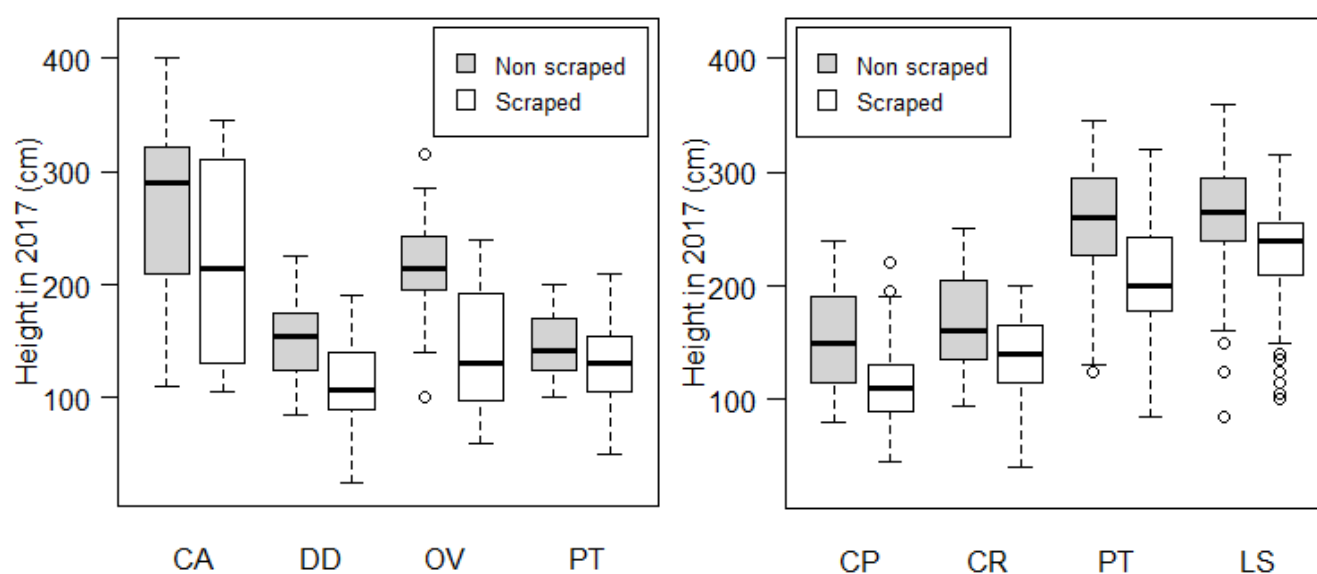 Height in 2017 (cm)
400
300
200
100
Non scraped
Scraped
CA DD OV PT
Height in 2017 (cm)
400
300
200
100
Non scraped
Scraped
CP CR PT LS